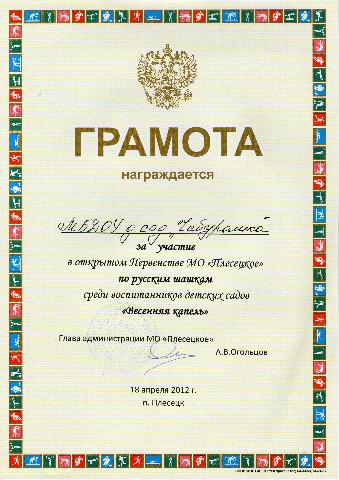 ГРАМОТА
награждается
МБДОУ д/сад "Чебурашка"
за участие
в открытом Первенстве МО «Плесецкое»
по русским шашкам
среди воспитанников детских садов
«Весенняя капель»
Глава администрации МО «Плесецкое»
А.В.Огольцов
18 апреля 2012 г.
п. Плесецк